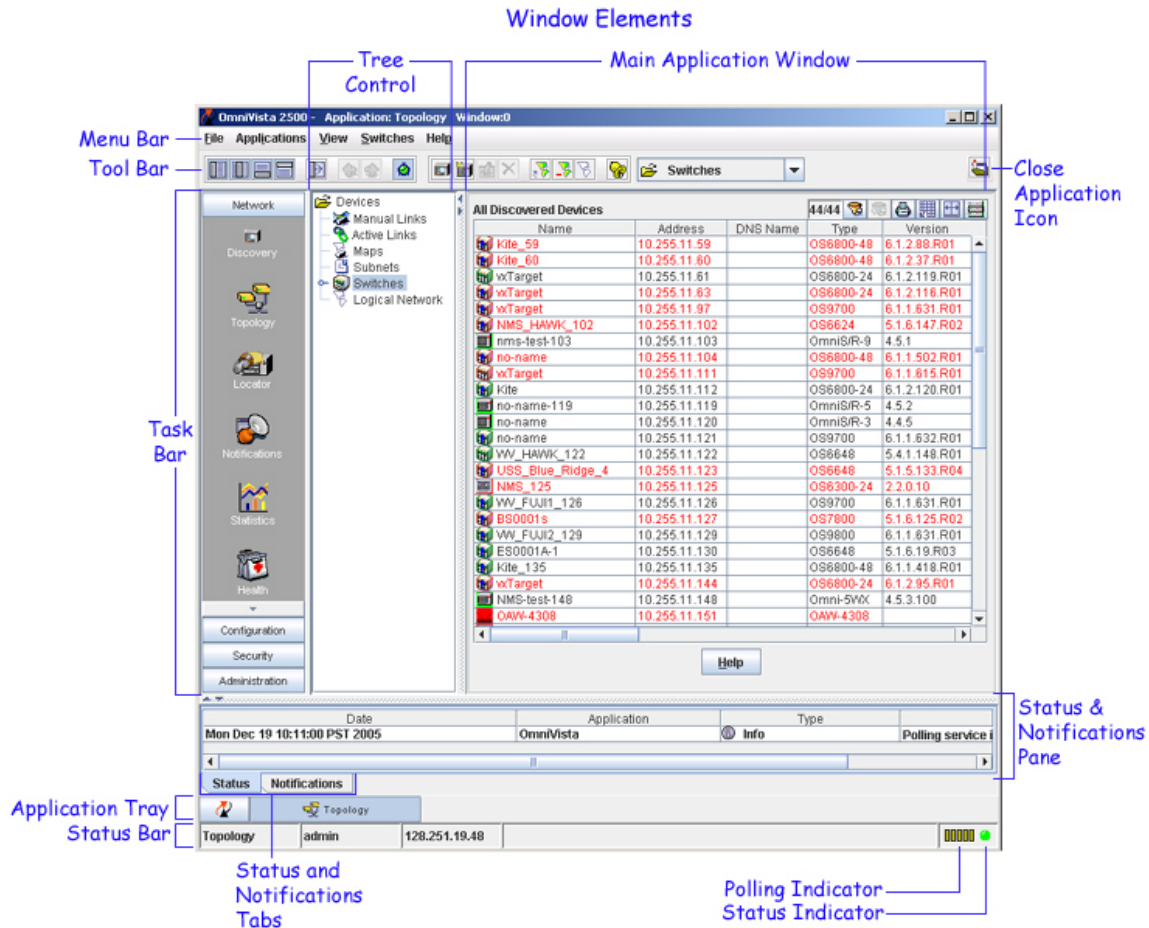 Window Elements
Tree Control
Main Application Window
OmniVista 2500 - Application: Topology Window:0
Menu Bar
File Applications View Switches Help
Tool Bar
Switches
Close Application Icon
Task Bar
Network
Discovery
Topology
Locator
Notifications
Statistics
Health
Configuration
Security
Administration
Devices
Manual Links
Active Links
Maps
Subnets
Switches
Logical Network
All Discovered Devices 44/44
Name Address DNS Name Type Version
Kite_59 10.255.11.59 OS6800-48 6.1.2.88.R01
Kite_60 10.255.11.60 OS6800-48 6.1.2.37.R01
vxTarget 10.255.11.61 OS6800-24 6.1.2.119.R01
vxTarget 10.255.11.63 OS6800-24 6.1.2.116.R01
vxTarget 10.255.11.97 OS9700 6.1.1.631.R01
NMS_HAWK_102 10.255.11.102 OS6624 5.1.6.147.R02
nms-test-103 10.255.11.103 OmniS/R-9 4.5.1
no-name 10.255.11.104 OS6800-48 6.1.1.502.R01
vxTarget 10.255.11.111 OS9700 6.1.1.615.R01
Kite 10.255.11.112 OS6800-24 6.1.2.120.R01
no-name-119 10.255.11.119 OmniS/R-5 4.5.2
no-name 10.255.11.120 OmniS/R-3 4.4.5
no-name 10.255.11.121 OS9700 6.1.1.632.R01
WV_HAWK_122 10.255.11.122 OS6648 5.4.1.148.R01
USS_Blue_Ridge_4 10.255.11.123 OS6648 5.1.5.133.R04
NMS_125 10.255.11.125 OS6300-24 2.2.0.10
WV_FUJI1_126 10.255.11.126 OS9700 6.1.1.631.R01
BS0001s 10.255.11.127 OS7800 5.1.6.125.R02
WV_FUJI2_129 10.255.11.129 OS9800 6.1.1.631.R01
ES0001A-1 10.255.11.130 OS6648 5.1.6.19.R03
Kite_135 10.255.11.135 OS6800-48 6.1.1.418.R01
vxTarget 10.255.11.144 OS6800-24 6.1.2.95.R01
NMS-test-148 10.255.11.148 Omni-5WX 4.5.3.100
OAW-4308 10.255.11.151 OAW-4308
Help
Status & Notifications Pane
Date Application Type
Mon Dec 19 10:11:00 PST 2005 OmniVista Info Polling service i
Status Notifications
Application Tray
Topology
Status Bar
Topology admin 128.251.19.48
Status and Notifications Tabs
Polling Indicator
Status Indicator